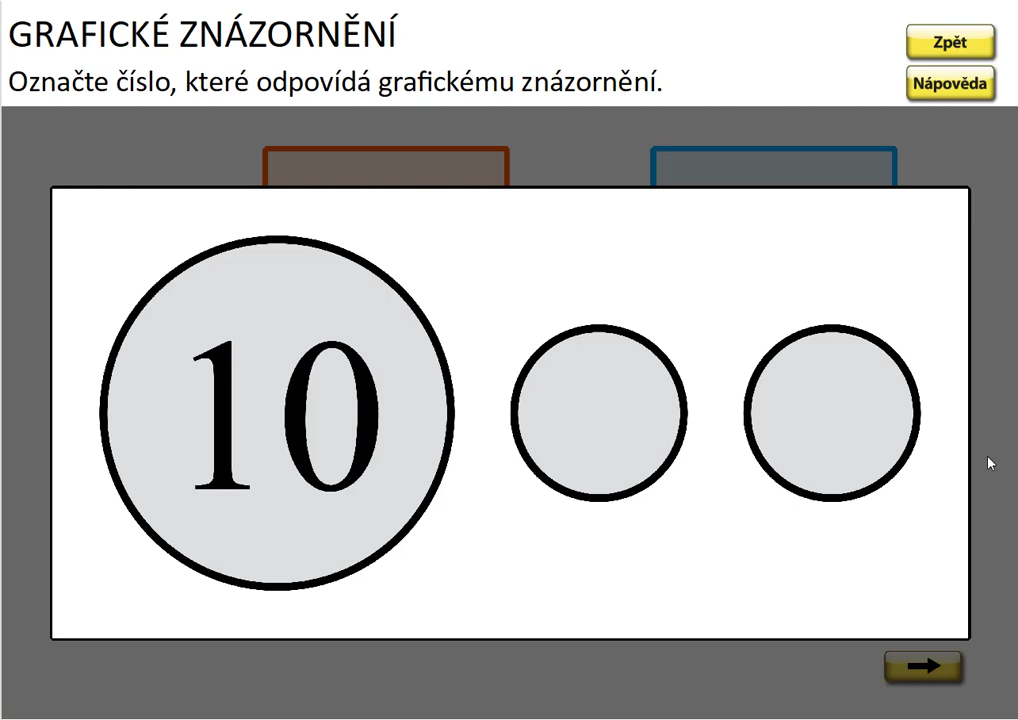 GRAFICKÉ ZNÁZORNĚNÍ
Označte číslo, které odpovídá grafickému znázornění.
Zpět
Nápověda
10